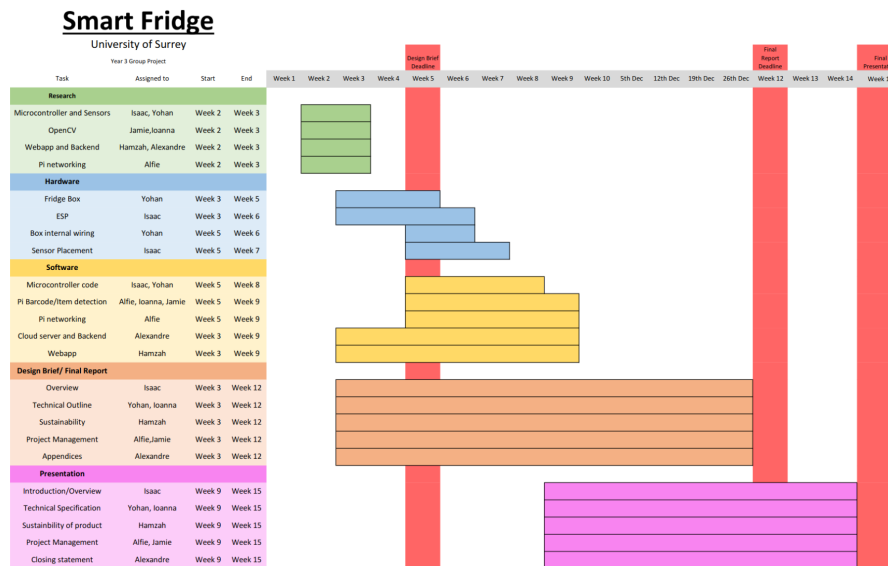 Smart Fridge
University of Surrey
Year 3 Group Project
Design Brief Deadline
Final Report Deadline
Final
Task Assigned to Start End Week 1 Week 2 Week 3 Week 4 Week 5 Week 6 Week 7 Week 8 Week 9 Week 10 5th Dec 12th Dec 19th Dec 26th Dec Week 12 Week 13 Week 14 Week
Research
Microcontroller and Sensors Isaac, Yohan Week 2 Week 3
OpenCV Jamie,Ioanna Week 2 Week 3
Webapp and Backend Hamzah, Alexandre Week 2 Week 3
Pi networking Alfie Week 2 Week 3
Hardware
Fridge Box Yohan Week 3 Week 5
ESP Isaac Week 3 Week 6
Box internal wiring Yohan Week 5 Week 6
Sensor Placement Isaac Week 5 Week 7
Software
Microcontroller code Isaac, Yohan Week 5 Week 8
Pi Barcode/Item detection Alfie, Ioanna, Jamie Week 5 Week 9
Pi networking Alfie Week 5 Week 9
Cloud server and Backend Alexandre Week 3 Week 9
Webapp Hamzah Week 3 Week 9
Design Brief/ Final Report
Overview Isaac Week 3 Week 12
Technical Outline Yohan, Ioanna Week 3 Week 12
Sustainability Hamzah Week 3 Week 12
Project Management Alfie,Jamie Week 3 Week 12
Appendices Alexandre Week 3 Week 12
Presentation
Introduction/Overview Isaac Week 9 Week 15
Technical Specification Yohan, Ioanna Week 9 Week 15
Sustainbility of product Hamzah Week 9 Week 15
Project Management Alfie, Jamie Week 9 Week 15
Closing statement Alexandre Week 9 Week 15